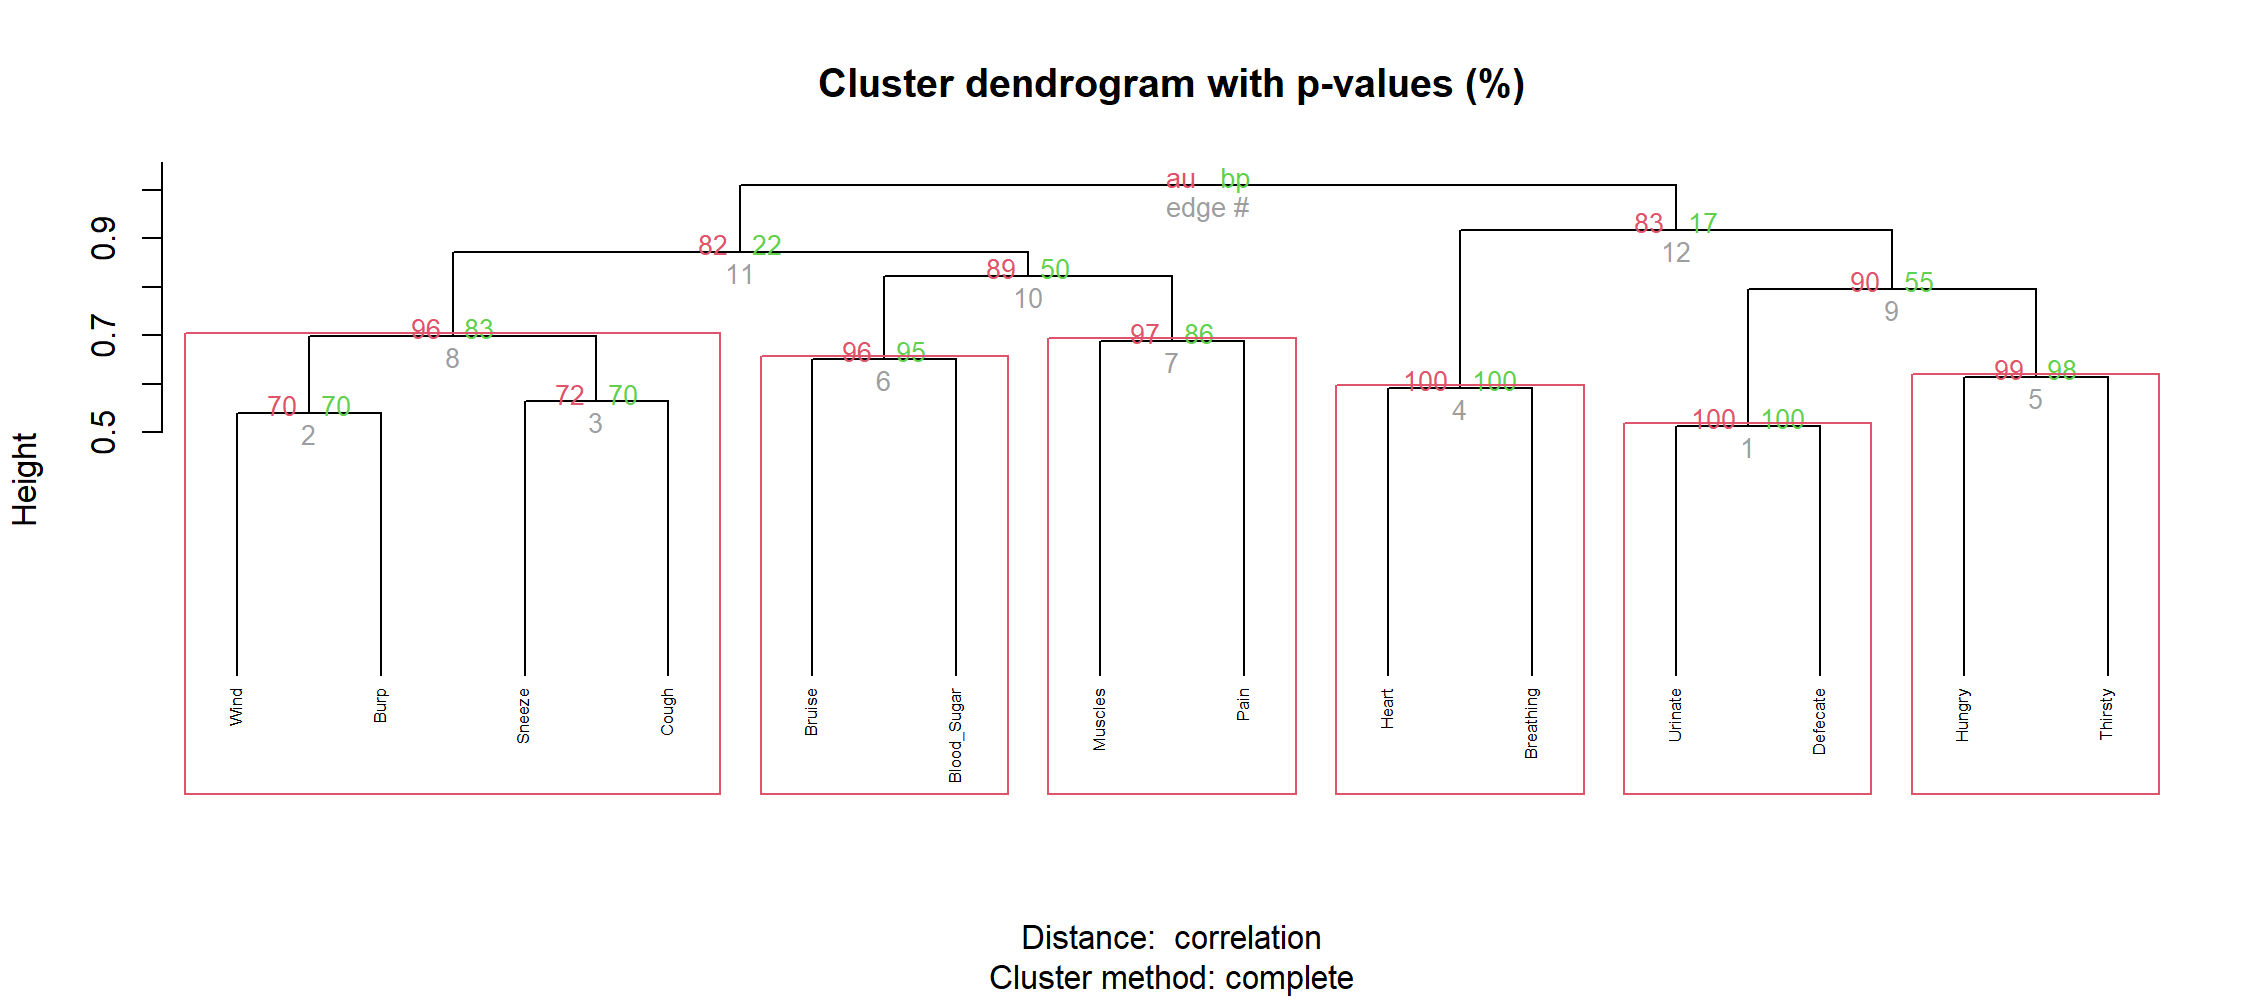 Cluster dendrogram with p-values (%)
au bp
edge #
83 17
12
82 22
11
89 50
10
90 55
9
96 83
8
97 86
7
96 95
6
99 98
5
100 100
4
72 70
3
70 70
2
100 100
1
0.9
0.7
0.5
Height
Wind
Burp
Sneeze
Cough
Bruise
Blood_Sugar
Muscles
Pain
Heart
Breathing
Urinate
Defecate
Hungry
Thirsty
Distance: correlation
Cluster method: complete